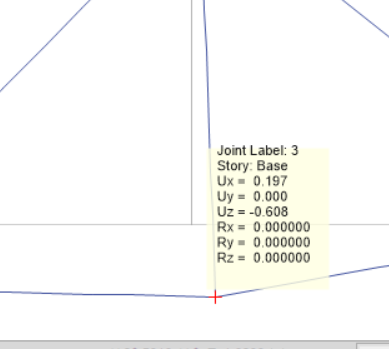 Joint Label: 3
Story: Base
Ux = 0.197
Uy = 0.000
Uz = -0.608
Rx = 0.000000
Ry = 0.000000
Rz = 0.000000